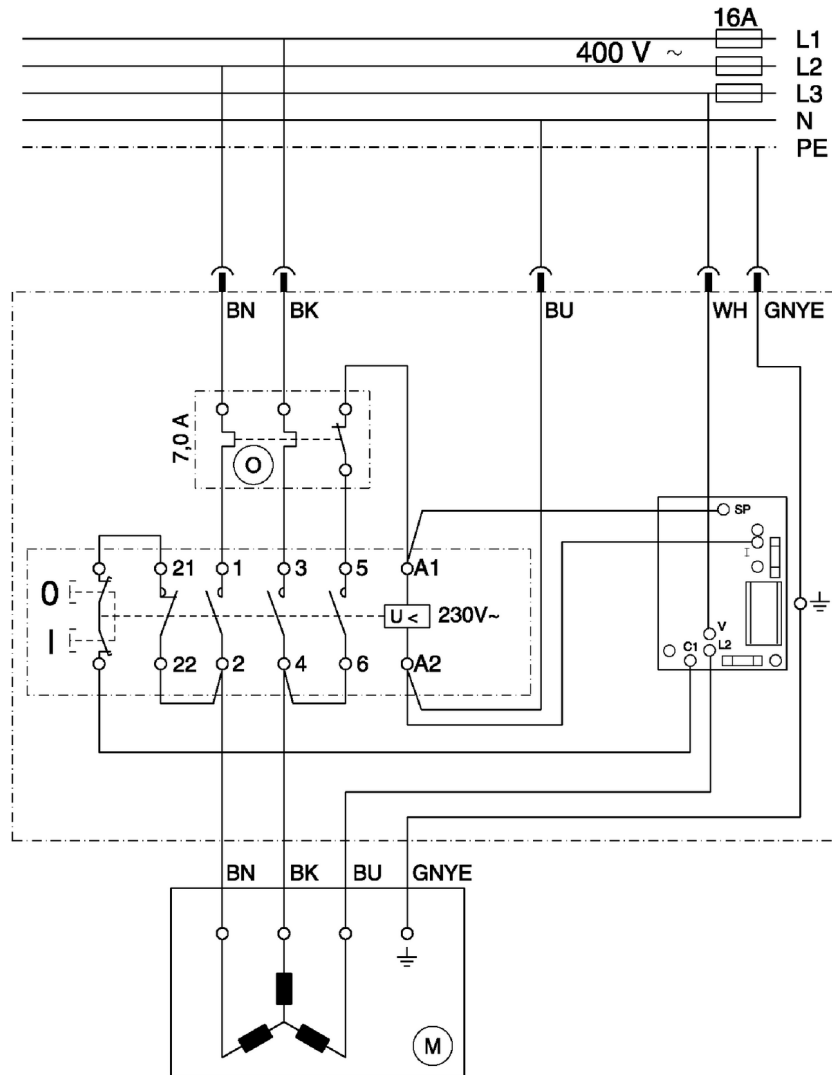 16A
L1
400 V ~
L2
L3
N
PE
BN BK BU WH GNYE
7,0 A
O
SP
I
21 1 3 5 A1
0
U < 230V~
I
V
C1 L2
22 2 4 6 A2
BN BK BU GNYE
M